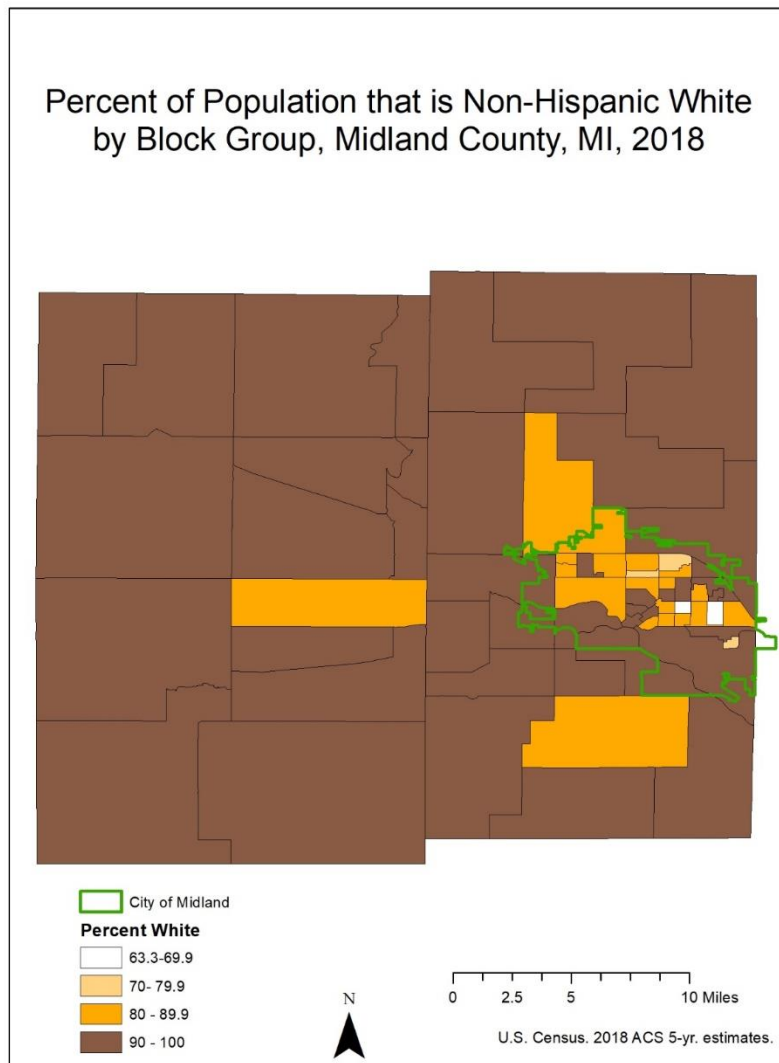 Percent of Population that is Non-Hispanic White
by Block Group, Midland County, MI, 2018
City of Midland
Percent White
63.3-69.9
70- 79.9
80 - 89.9
90 - 100
N
0 2.5 5 10 Miles
U.S. Census. 2018 ACS 5-yr. estimates.